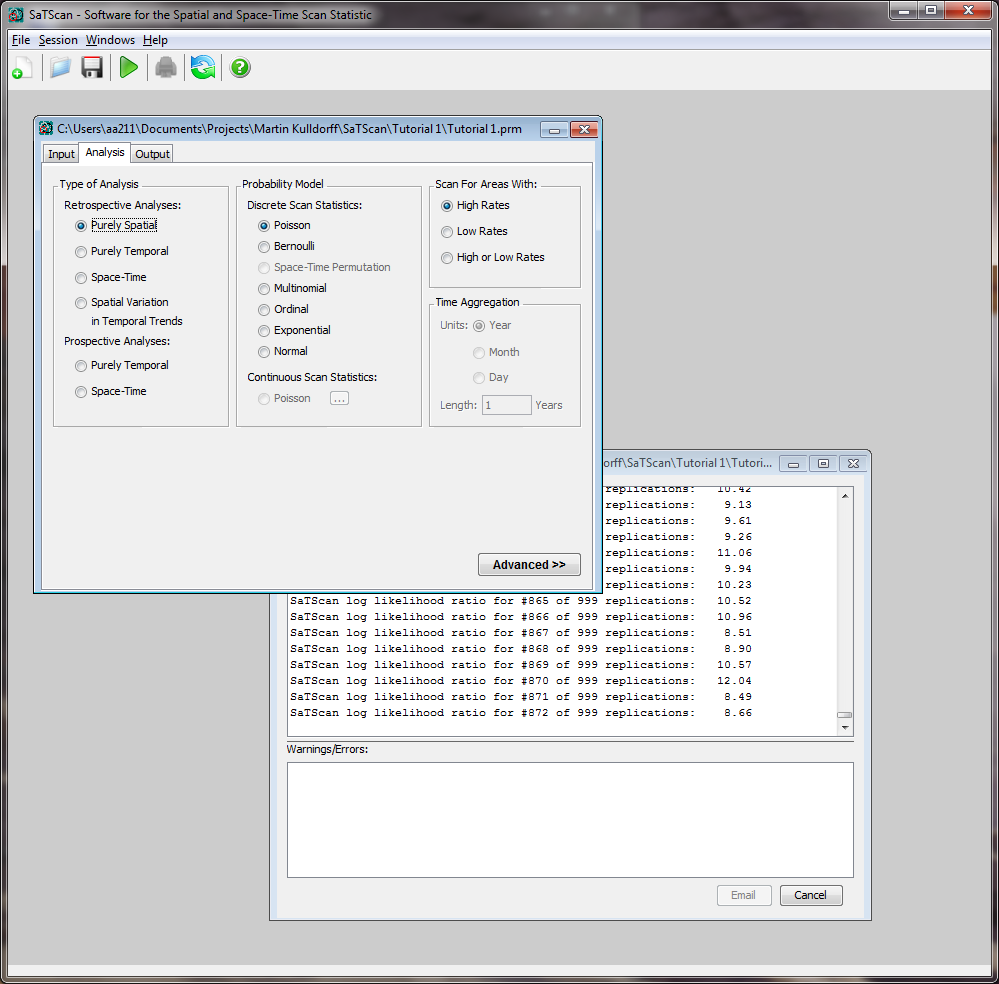 SaTScan - Software for the Spatial and Space-Time Scan Statistic
File Session Windows Help
C:\Users\aa211\Documents\Projects\Martin Kulldorff\SaTScan\Tutorial 1\Tutorial 1.prm
Input Analysis Output
Type of Analysis
Retrospective Analyses:
Purely Spatial
Purely Temporal
Space-Time
Spatial Variation
in Temporal Trends
Prospective Analyses:
Purely Temporal
Space-Time
Probability Model
Discrete Scan Statistics:
Poisson
Bernoulli
Space-Time Permutation
Multinomial
Ordinal
Exponential
Normal
Continuous Scan Statistics:
Poisson ...
Scan For Areas With:
High Rates
Low Rates
High or Low Rates
Time Aggregation
Units: Year
Month
Day
Length: 1 Years
Advanced >>
orff\SaTScan\Tutorial 1\Tutori...
replications: 10.42
replications: 9.13
replications: 9.61
replications: 9.26
replications: 11.06
replications: 9.94
replications: 10.23
SaTScan log likelihood ratio for #865 of 999 replications: 10.52
SaTScan log likelihood ratio for #866 of 999 replications: 10.96
SaTScan log likelihood ratio for #867 of 999 replications: 8.51
SaTScan log likelihood ratio for #868 of 999 replications: 8.90
SaTScan log likelihood ratio for #869 of 999 replications: 10.57
SaTScan log likelihood ratio for #870 of 999 replications: 12.04
SaTScan log likelihood ratio for #871 of 999 replications: 8.49
SaTScan log likelihood ratio for #872 of 999 replications: 8.66
Warnings/Errors:
Email Cancel